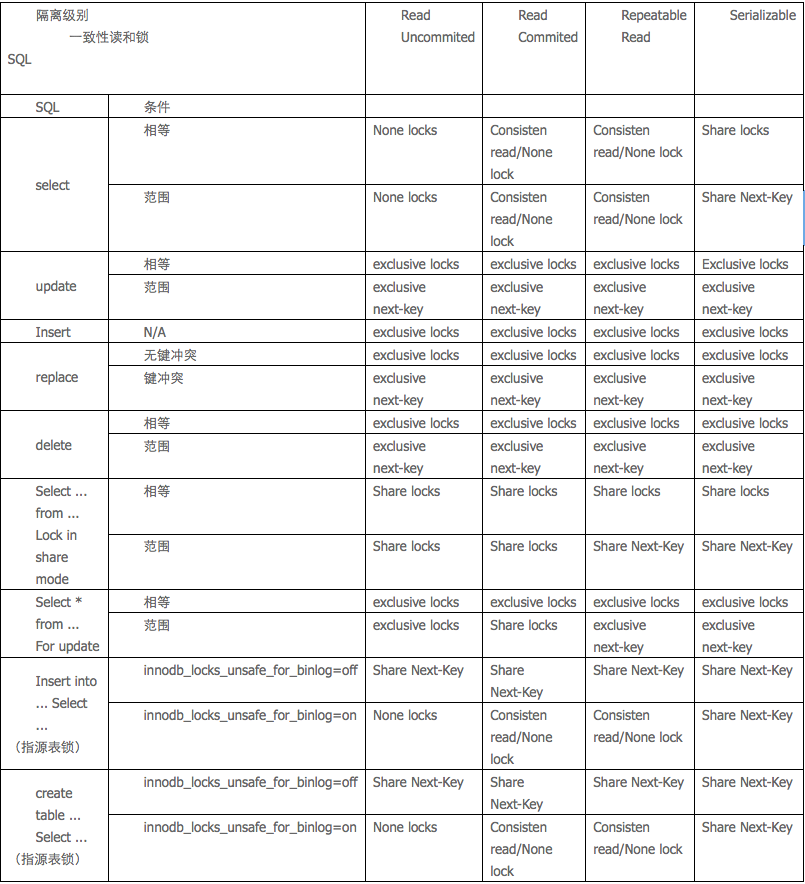 隔离级别
一致性读和锁
SQL
Read
Uncommited
Read
Commited
Repeatable
Read
Serializable
SQL
条件
select
相等
None locks
Consisten
read/None
lock
Consisten
read/None lock
Share locks
范围
None locks
Consisten
read/None
lock
Consisten
read/None lock
Share Next-Key
update
相等
exclusive locks
exclusive locks
exclusive locks
Exclusive locks
范围
exclusive
next-key
exclusive
next-key
exclusive
next-key
exclusive
next-key
Insert
N/A
exclusive locks
exclusive locks
exclusive locks
exclusive locks
replace
无键冲突
exclusive locks
exclusive locks
exclusive locks
exclusive locks
键冲突
exclusive
next-key
exclusive
next-key
exclusive
next-key
exclusive
next-key
delete
相等
exclusive locks
exclusive locks
exclusive locks
exclusive locks
范围
exclusive
next-key
exclusive
next-key
exclusive
next-key
exclusive
next-key
Select ...
from ...
Lock in
share
mode
相等
Share locks
Share locks
Share locks
Share locks
范围
Share locks
Share locks
Share Next-Key
Share Next-Key
Select *
from ...
For update
相等
exclusive locks
exclusive locks
exclusive locks
exclusive locks
范围
exclusive locks
Share locks
exclusive
next-key
exclusive
next-key
Insert into
... Select
...
（指源表锁）
innodb_locks_unsafe_for_binlog=off
Share Next-Key
Share
Next-Key
Share Next-Key
Share Next-Key
innodb_locks_unsafe_for_binlog=on
None locks
Consisten
read/None
lock
Consisten
read/None lock
Share Next-Key
create
table ...
Select ...
（指源表锁）
innodb_locks_unsafe_for_binlog=off
Share Next-Key
Share
Next-Key
Share Next-Key
Share Next-Key
innodb_locks_unsafe_for_binlog=on
None locks
Consisten
read/None
lock
Consisten
read/None lock
Share Next-Key